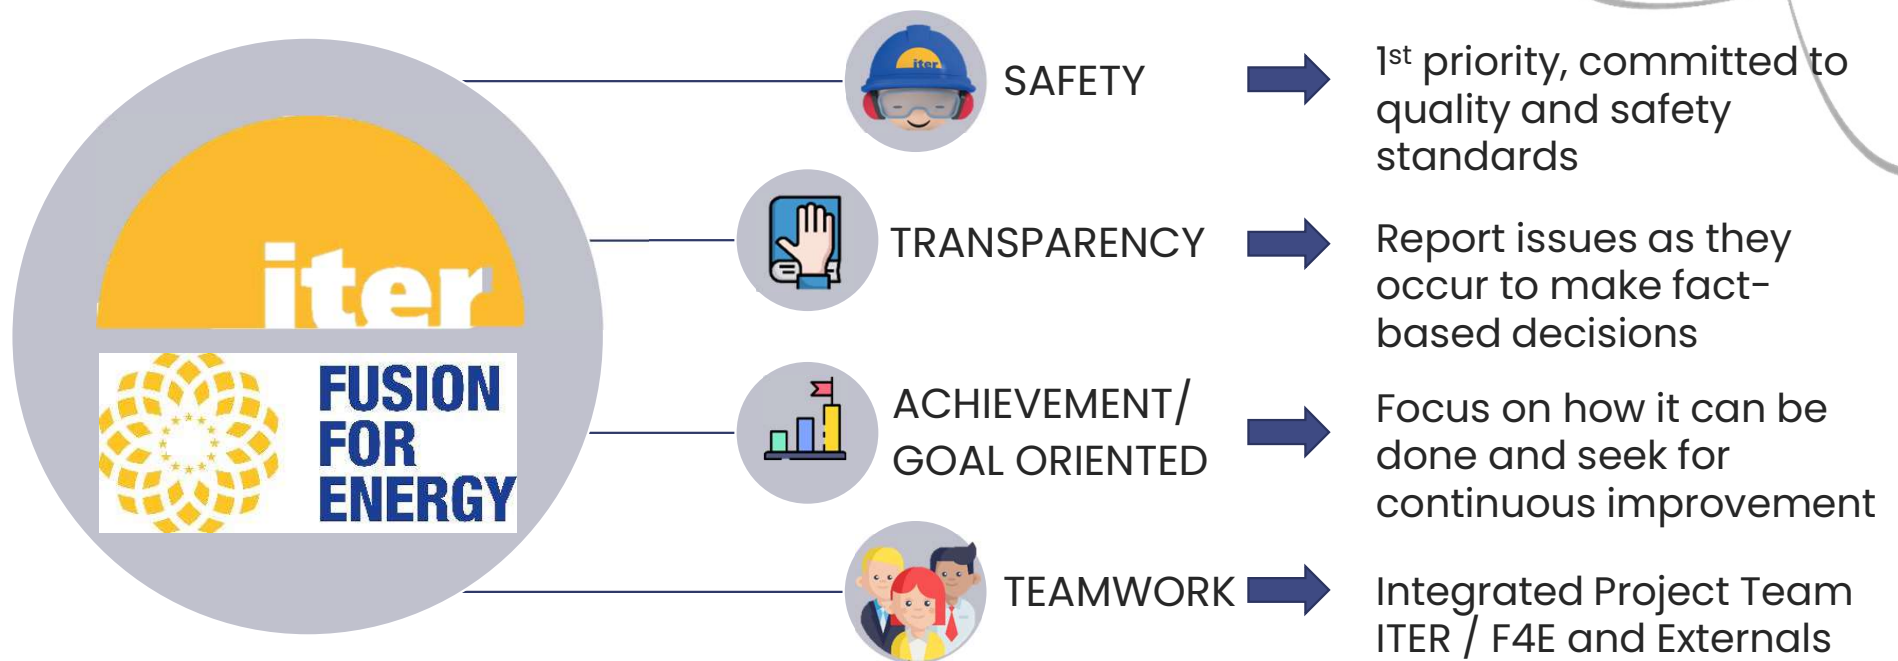 iter
FUSION
FOR
ENERGY
iter
SAFETY
1st priority, committed to
quality and safety
standards
TRANSPARENCY
Report issues as they
occur to make fact-
based decisions
ACHIEVEMENT/
GOAL ORIENTED
Focus on how it can be
done and seek for
continuous improvement
TEAMWORK
Integrated Project Team
ITER / F4E and Externals